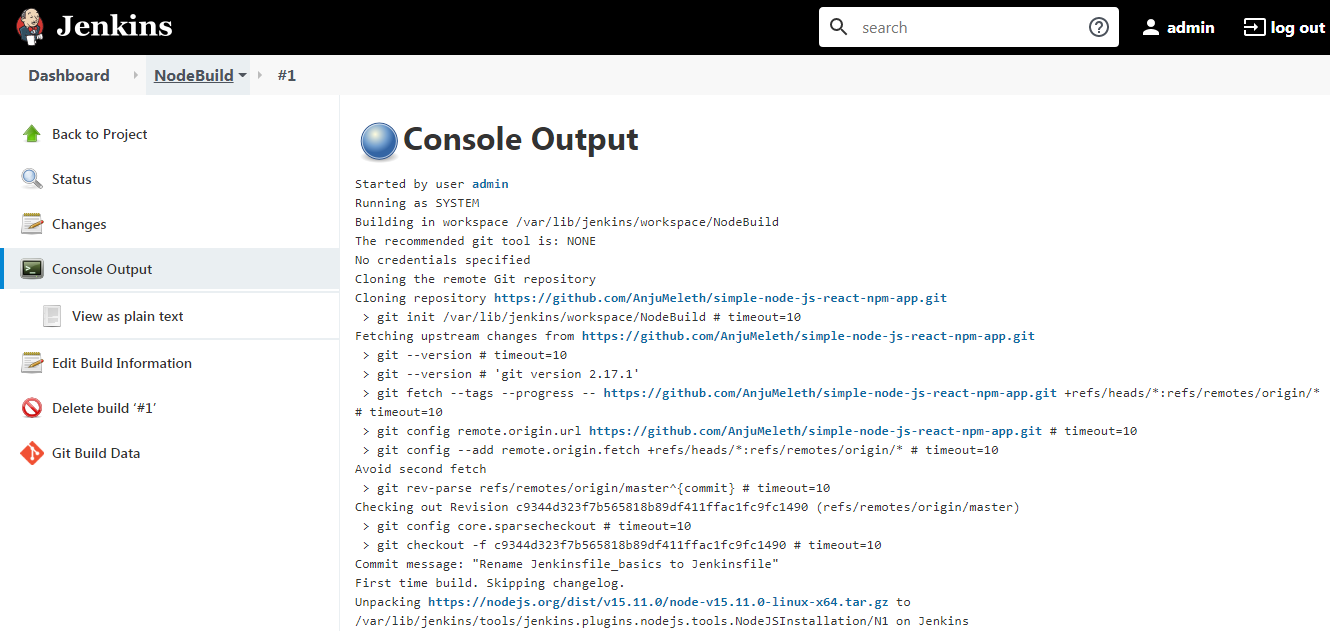 Jenkins
search
admin
log out
Dashboard
NodeBuild
#1
Back to Project
Status
Changes
Console Output
View as plain text
Edit Build Information
Delete build ‘#1’
Git Build Data
Console Output
Started by user admin
Running as SYSTEM
Building in workspace /var/lib/jenkins/workspace/NodeBuild
The recommended git tool is: NONE
No credentials specified
Cloning the remote Git repository
Cloning repository https://github.com/AnjuMeleth/simple-node-js-react-npm-app.git
> git init /var/lib/jenkins/workspace/NodeBuild # timeout=10
Fetching upstream changes from https://github.com/AnjuMeleth/simple-node-js-react-npm-app.git
> git --version # timeout=10
> git --version # 'git version 2.17.1'
> git fetch --tags --progress -- https://github.com/AnjuMeleth/simple-node-js-react-npm-app.git +refs/heads/*:refs/remotes/origin/*
# timeout=10
> git config remote.origin.url https://github.com/AnjuMeleth/simple-node-js-react-npm-app.git # timeout=10
> git config --add remote.origin.fetch +refs/heads/*:refs/remotes/origin/* # timeout=10
Avoid second fetch
> git rev-parse refs/remotes/origin/master^{commit} # timeout=10
Checking out Revision c9344d323f7b565818b89df411ffac1fc9fc1490 (refs/remotes/origin/master)
> git config core.sparsecheckout # timeout=10
> git checkout -f c9344d323f7b565818b89df411ffac1fc9fc1490 # timeout=10
Commit message: "Rename Jenkinsfile_basics to Jenkinsfile"
First time build. Skipping changelog.
Unpacking https://nodejs.org/dist/v15.11.0/node-v15.11.0-linux-x64.tar.gz to
/var/lib/jenkins/tools/jenkins.plugins.nodejs.tools.NodeJSInstallation/N1 on Jenkins